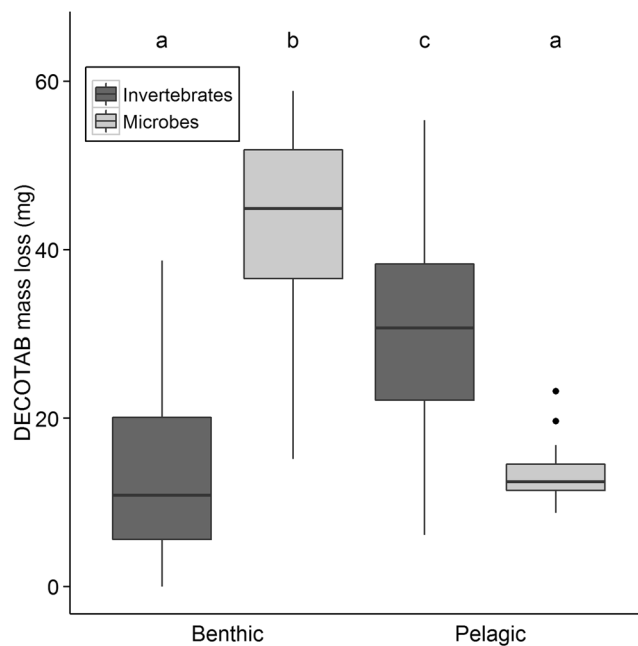 a b c a
60
Invertebrates
Microbes
40
20
0
DECOTAB mass loss (mg)
Benthic Pelagic